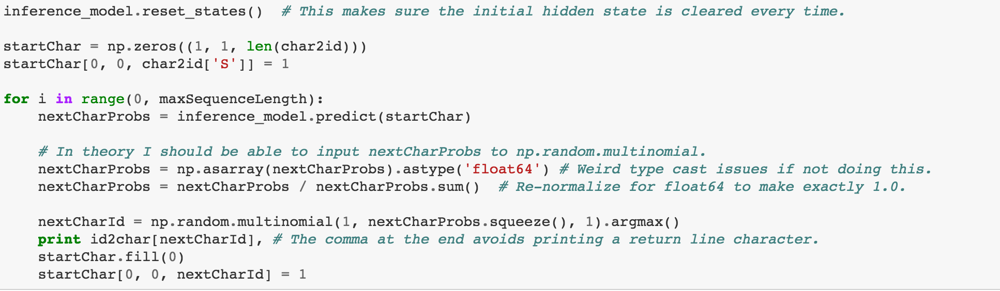 inference_model.reset_states()  # This makes sure the initial hidden state is cleared every time.

startChar = np.zeros((1, 1, len(char2id)))
startChar[0, 0, char2id['S']] = 1

for i in range(0, maxSequenceLength):
    nextCharProbs = inference_model.predict(startChar)

    # In theory I should be able to input nextCharProbs to np.random.multinomial.
    nextCharProbs = np.asarray(nextCharProbs).astype('float64') # Weird type cast issues if not doing this.
    nextCharProbs = nextCharProbs / nextCharProbs.sum()  # Re-normalize for float64 to make exactly 1.0.

    nextCharId = np.random.multinomial(1, nextCharProbs.squeeze(), 1).argmax()
    print id2char[nextCharId], # The comma at the end avoids printing a return line character.
    startChar.fill(0)
    startChar[0, 0, nextCharId] = 1